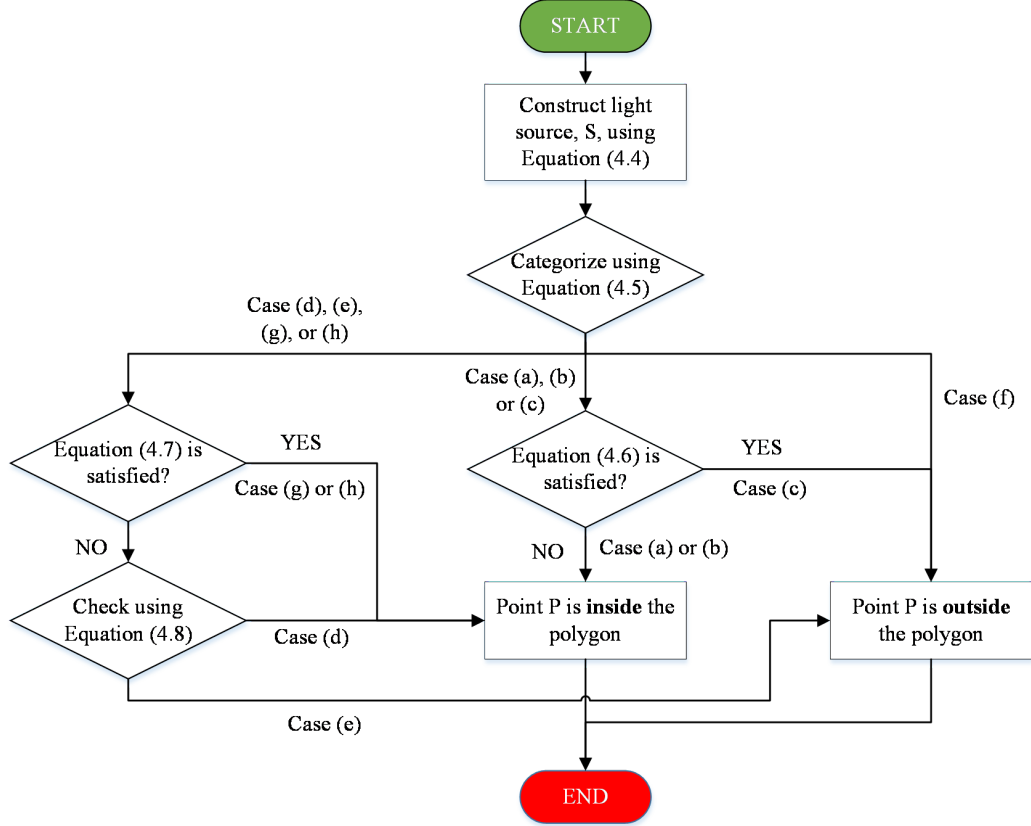 START
Construct light
source, S, using
Equation (4.4)
Categorize using
Equation (4.5)
Case (d), (e),
(g), or (h)
Case (a), (b)
or (c)
Case (f)
Equation (4.7) is
satisfied?
YES
Case (g) or (h)
Equation (4.6) is
satisfied?
YES
Case (c)
NO
NO
Case (a) or (b)
Check using
Equation (4.8)
Case (d)
Point P is inside the
polygon
Point P is outside
the polygon
Case (e)
END